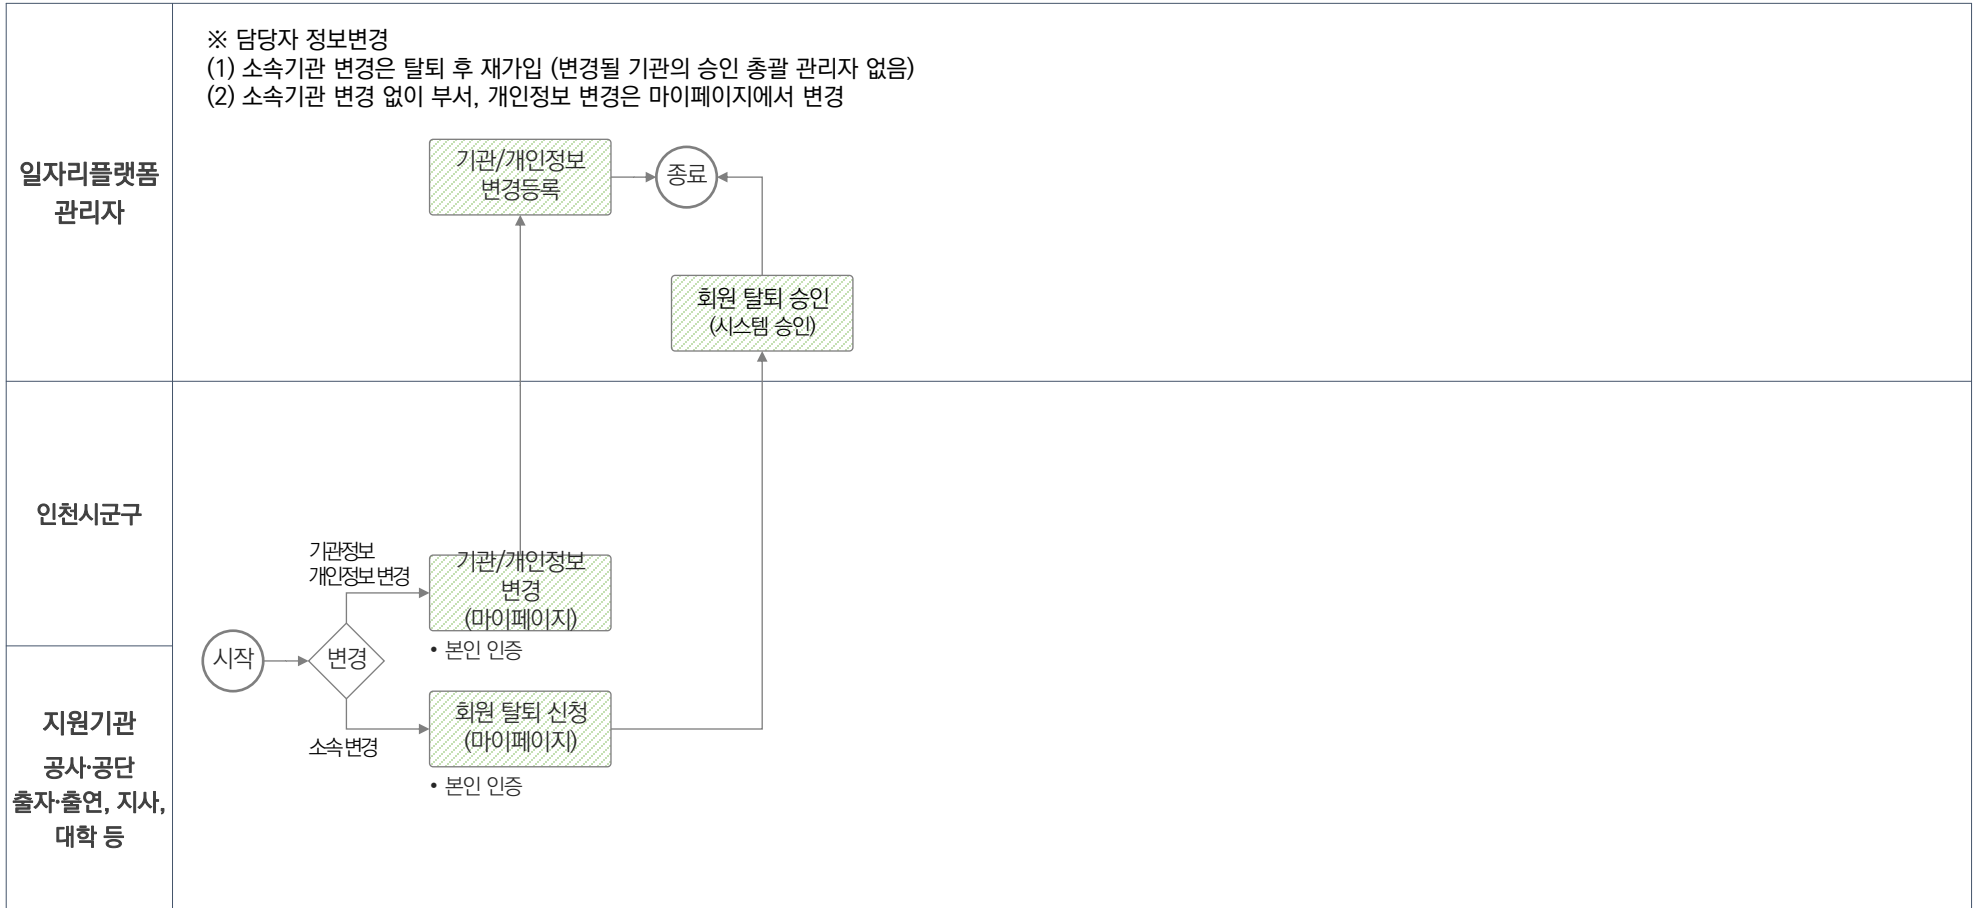 ※ 담당자 정보변경
(1) 소속기관 변경은 탈퇴 후 재가입 (변경될 기관의 승인 총괄 관리자 없음)
(2) 소속기관 변경 없이 부서, 개인정보 변경은 마이페이지에서 변경
일자리플랫폼
관리자
기관/개인정보
변경등록
종료
회원 탈퇴 승인
(시스템 승인)
인천시군구
기관정보
개인정보 변경
기관/개인정보
변경
(마이페이지)
• 본인 인증
시작
변경
지원기관
공사·공단
출자·출연, 지사,
대학 등
소속 변경
회원 탈퇴 신청
(마이페이지)
• 본인 인증